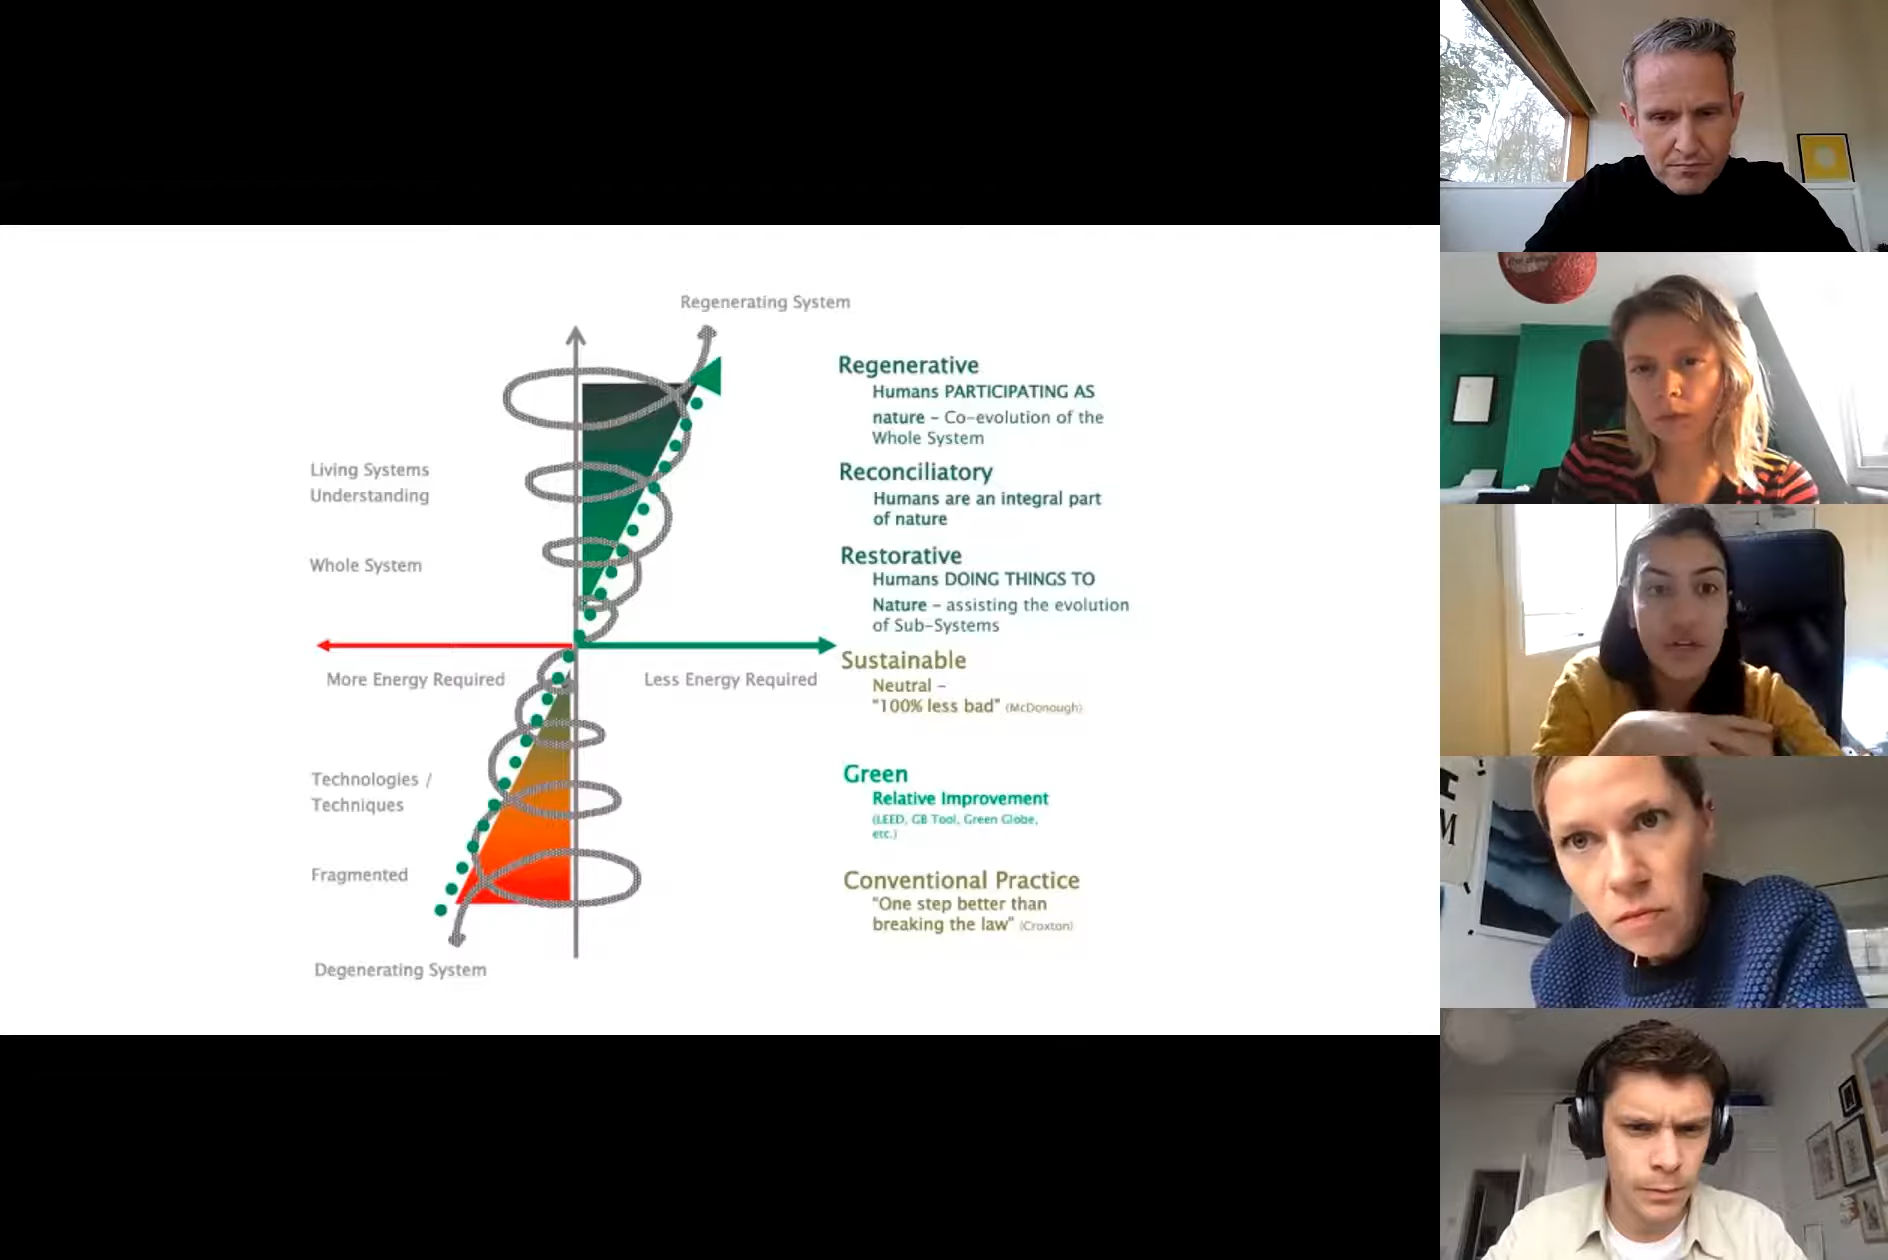 Regenerating System
Living Systems
Understanding
Whole System
More Energy Required
Less Energy Required
Technologies /
Techniques
Fragmented
Degenerating System
Regenerative
Humans PARTICIPATING AS
nature – Co-evolution of the
Whole System
Reconciliatory
Humans are an integral part
of nature
Restorative
Humans DOING THINGS TO
Nature – assisting the evolution
of Sub-Systems
Sustainable
Neutral –
"100% less bad" (McDonough)
Green
Relative Improvement
(LEED, GB Tool, Green Globe,
etc.)
Conventional Practice
"One step better than
breaking the law" (Croxton)
M